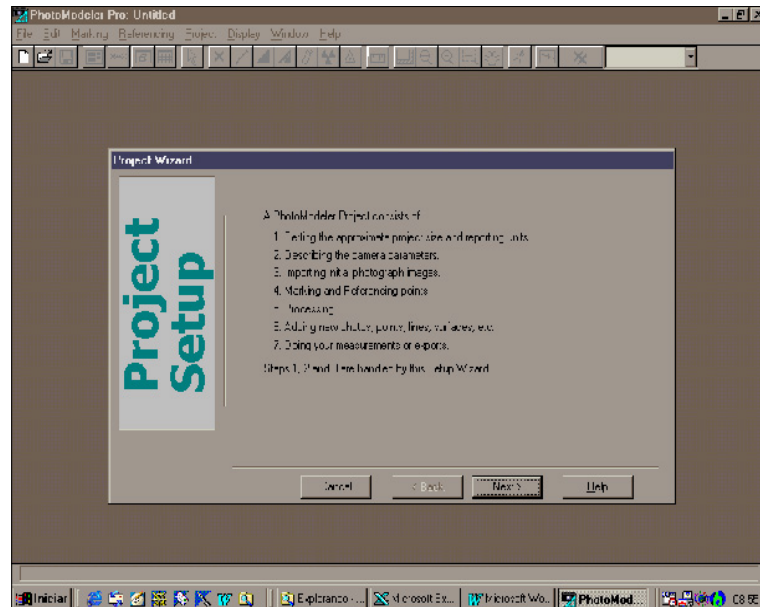 PhotoModeler Pro: Untitled
File Edit Marking Referencing Project Display Window Help
Project Wizard
Project
Setup
A PhotoModeler Project consists of
1. Setting the approximate project size and reporting units.
2. Describing the camera parameters.
3. Importing initial photograph images.
4. Marking and Referencing points
5. Processing
6. Adding new photos, points, lines, surfaces, etc.
7. Doing your measurements or exports.
Steps 1, 2 and 3 are handled by this Setup Wizard
Cancel < Back Next > Help
Iniciar Explorando - ... Microsoft Ex... Microsoft Wo... PhotoMod...